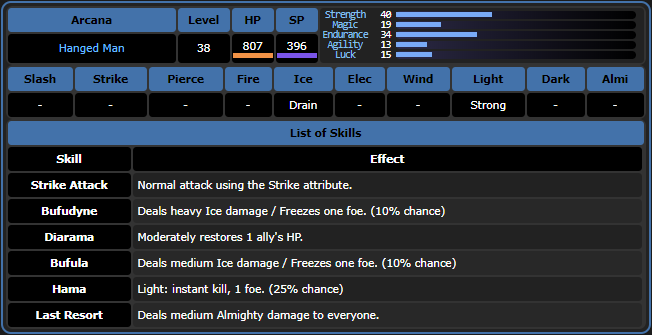 Arcana Level HP SP
Hanged Man 38 807 396
Strength 40
Magic 19
Endurance 34
Agility 13
Luck 15
Slash Strike Pierce Fire Ice Elec Wind Light Dark Almi
- - - - Drain - - Strong - -
List of Skills
Skill Effect
Strike Attack Normal attack using the Strike attribute.
Bufudyne Deals heavy Ice damage / Freezes one foe. (10% chance)
Diarama Moderately restores 1 ally's HP.
Bufula Deals medium Ice damage / Freezes one foe. (10% chance)
Hama Light: instant kill, 1 foe. (25% chance)
Last Resort Deals medium Almighty damage to everyone.